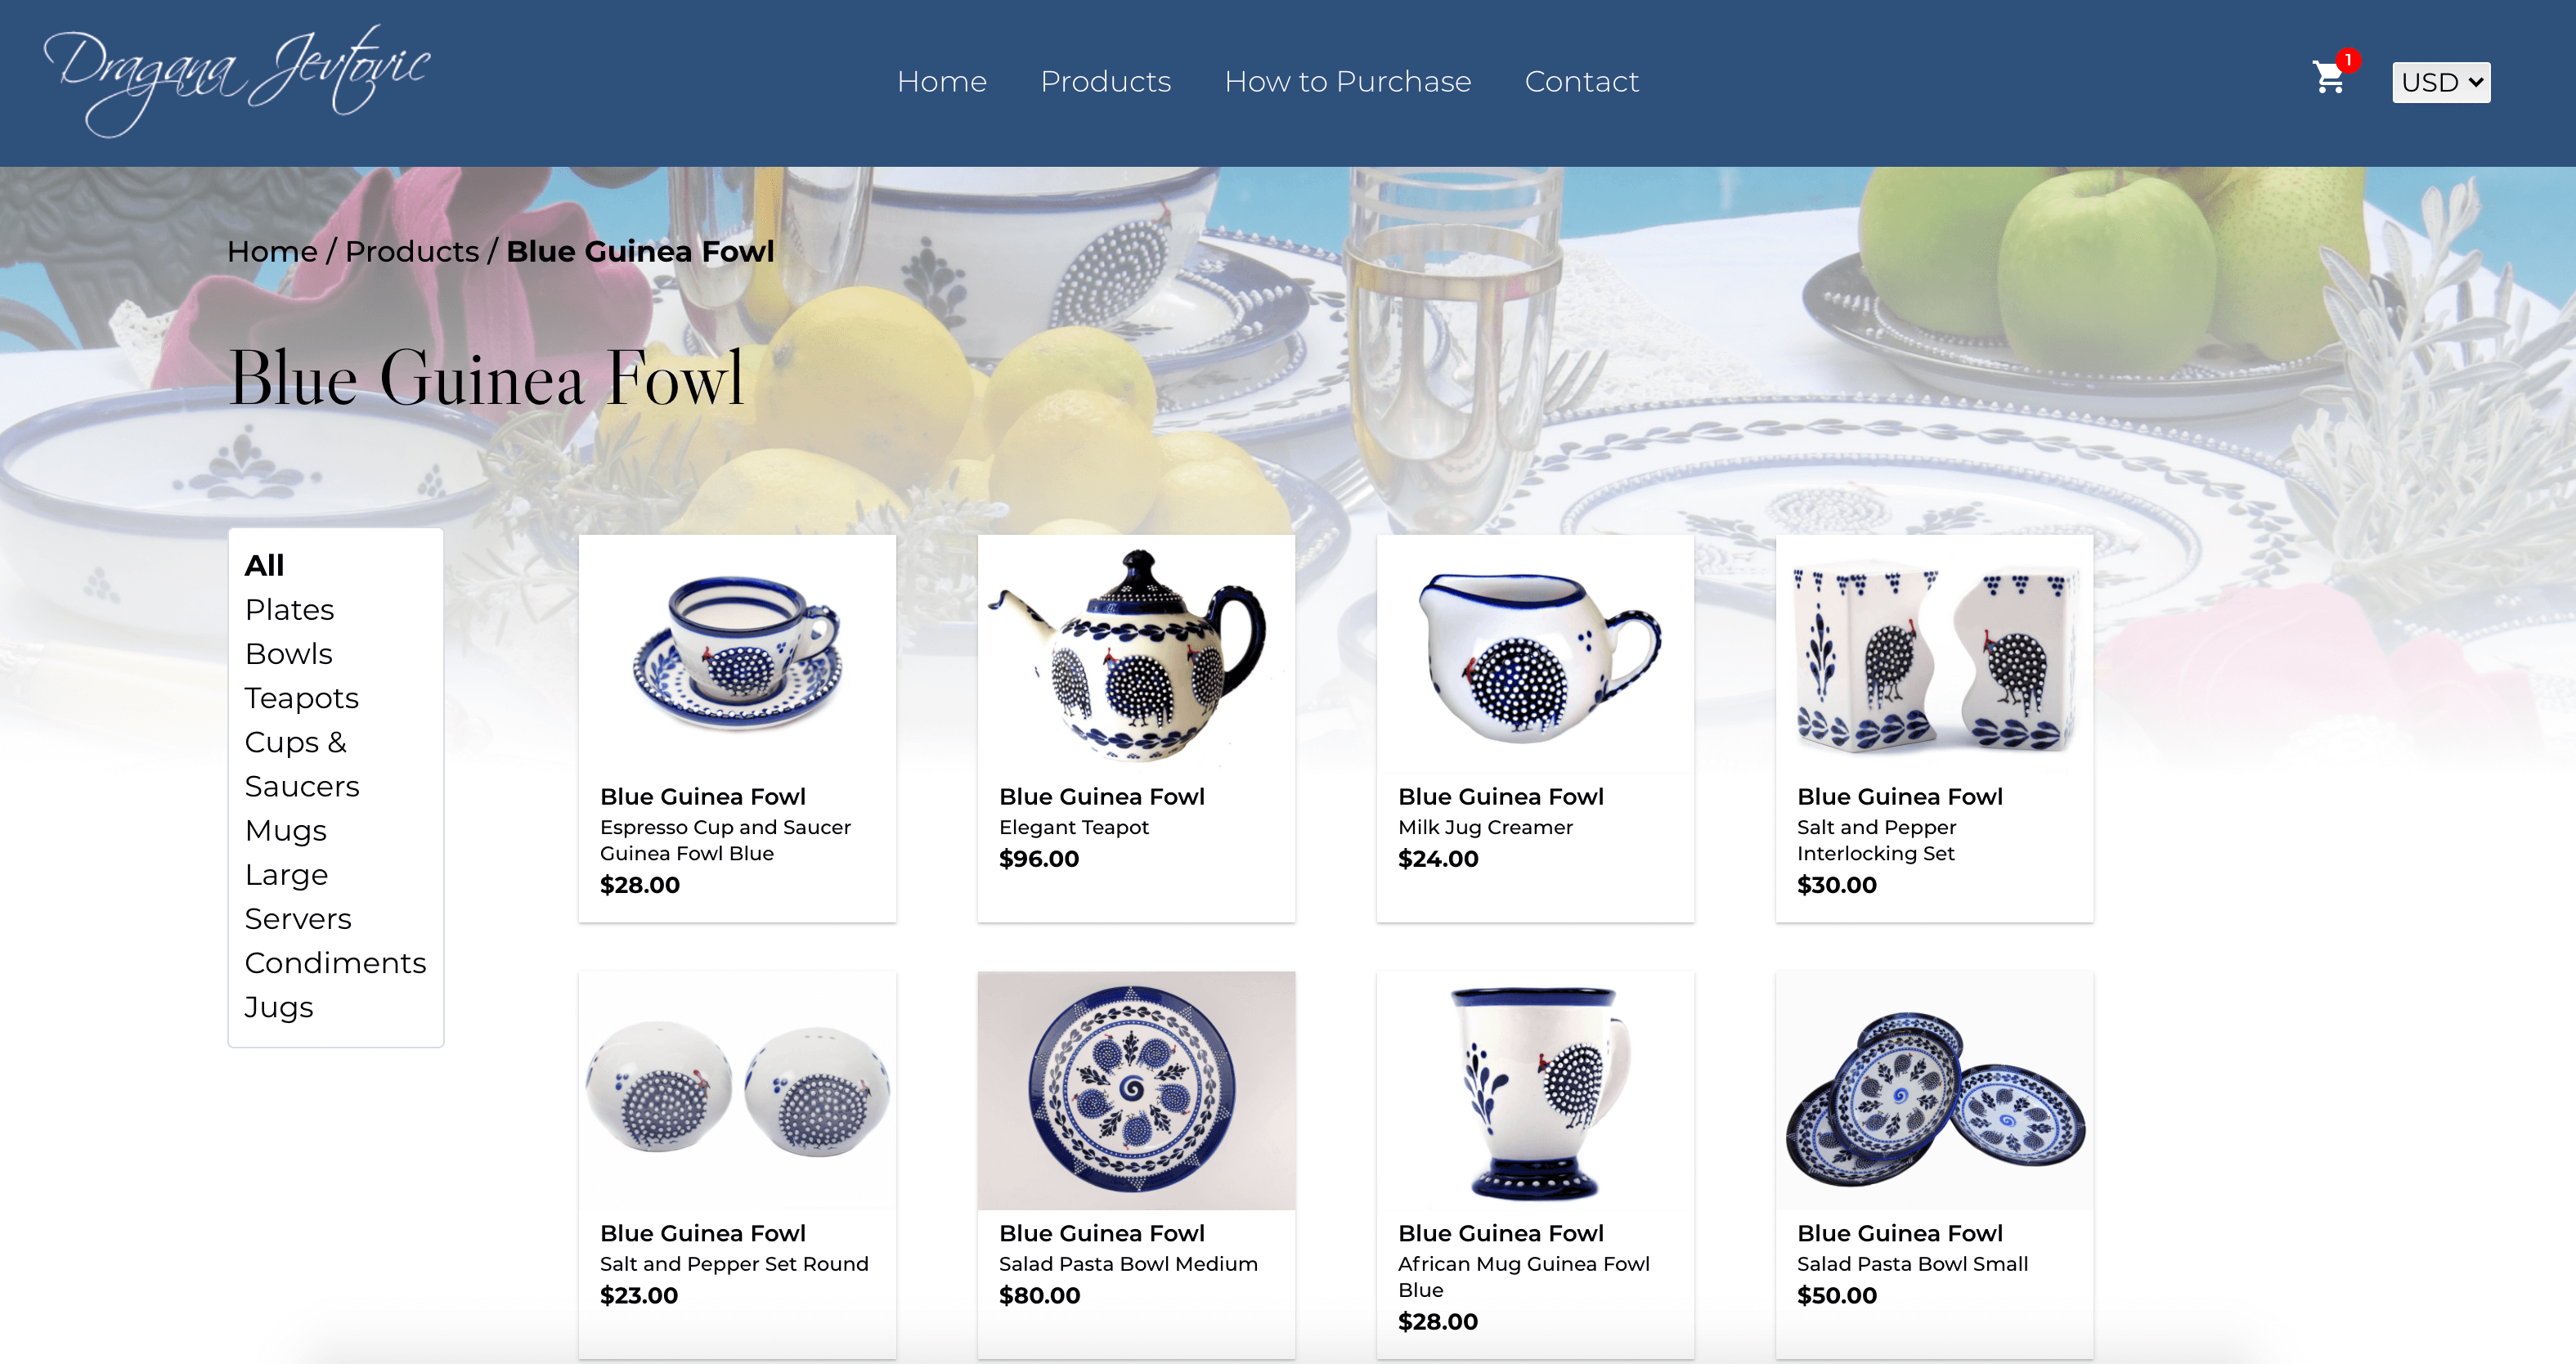 Dragana Jevtovic
Home
Products
How to Purchase
Contact
1
USD
Home / Products / Blue Guinea Fowl
Blue Guinea Fowl
All
Plates
Bowls
Teapots
Cups &
Saucers
Mugs
Large
Servers
Condiments
Jugs
Blue Guinea Fowl
Espresso Cup and Saucer
Guinea Fowl Blue
$28.00
Blue Guinea Fowl
Elegant Teapot
$96.00
Blue Guinea Fowl
Milk Jug Creamer
$24.00
Blue Guinea Fowl
Salt and Pepper
Interlocking Set
$30.00
Blue Guinea Fowl
Salt and Pepper Set Round
$23.00
Blue Guinea Fowl
Salad Pasta Bowl Medium
$80.00
Blue Guinea Fowl
African Mug Guinea Fowl
Blue
$28.00
Blue Guinea Fowl
Salad Pasta Bowl Small
$50.00